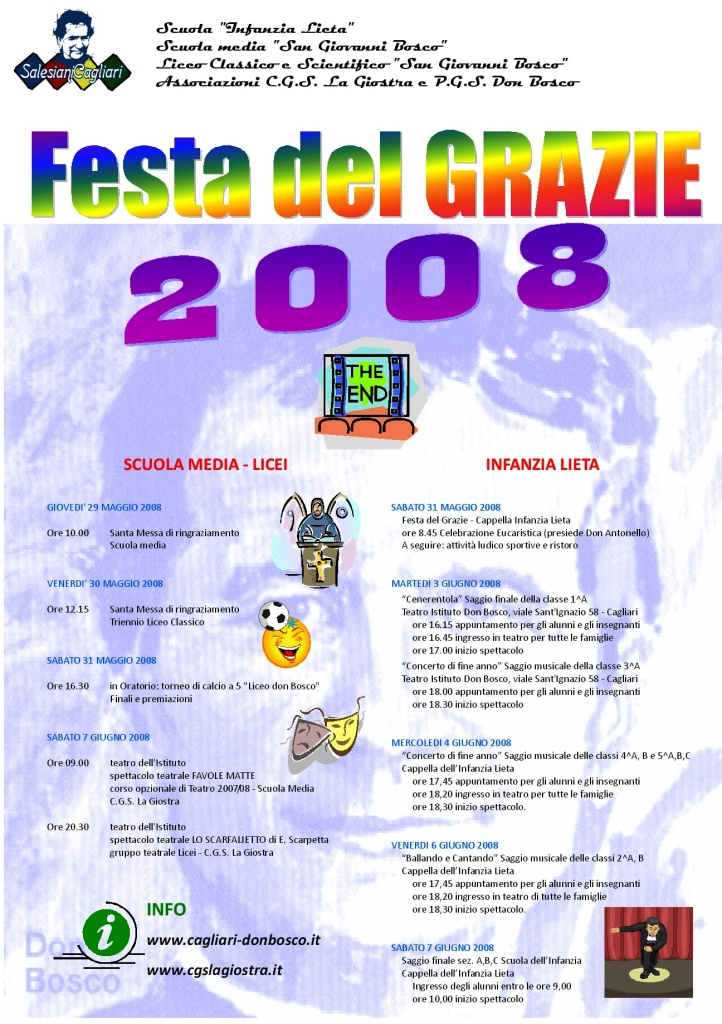 Salesiani Cagliari
Scuola "Infanzia Lieta"
Scuola media "San Giovanni Bosco"
Liceo Classico e Scientifico "San Giovanni Bosco"
Associazioni C.G.S. La Giostra e P.G.S. Don Bosco
Festa del GRAZIE
2008
THE
END
SCUOLA MEDIA - LICEI
GIOVEDI' 29 MAGGIO 2008
Ore 10.00 Santa Messa di ringraziamento
Scuola media
VENERDI' 30 MAGGIO 2008
Ore 12.15 Santa Messa di ringraziamento
Triennio Liceo Classico
SABATO 31 MAGGIO 2008
Ore 16.30 in Oratorio: torneo di calcio a 5 "Liceo don Bosco"
Finali e premiazioni
SABATO 7 GIUGNO 2008
Ore 09.00 teatro dell'Istituto
spettacolo teatrale FAVOLE MATTE
corso opzionale di Teatro 2007/08 - Scuola Media
C.G.S. La Giostra
Ore 20.30 teatro dell'Istituto
spettacolo teatrale LO SCARFALIETTO di E. Scarpetta
gruppo teatrale Licei - C.G.S. La Giostra
INFANZIA LIETA
SABATO 31 MAGGIO 2008
Festa del Grazie - Cappella Infanzia Lieta
ore 8.45 Celebrazione Eucaristica (presiede Don Antonello)
A seguire: attività ludico sportive e ristoro
MARTEDI 3 GIUGNO 2008
"Cenerentola" Saggio finale della classe 1^A
Teatro Istituto Don Bosco, viale Sant'Ignazio 58 - Cagliari
ore 16.15 appuntamento per gli alunni e gli insegnanti
ore 16.45 ingresso in teatro per tutte le famiglie
ore 17.00 inizio spettacolo
"Concerto di fine anno" Saggio musicale della classe 3^A
Teatro Istituto Don Bosco, viale Sant'Ignazio 58 - Cagliari
ore 18.00 appuntamento per gli alunni e gli insegnanti
ore 18.30 inizio spettacolo
MERCOLEDI 4 GIUGNO 2008
"Concerto di fine anno" Saggio musicale delle classi 4^A, B e 5^A,B,C
Cappella dell'Infanzia Lieta
ore 17,45 appuntamento per gli alunni e gli insegnanti
ore 18,20 ingresso in teatro per tutte le famiglie
ore 18,30 inizio spettacolo.
VENERDI 6 GIUGNO 2008
"Ballando e Cantando" Saggio musicale delle classi 2^A, B
Cappella dell'Infanzia Lieta
ore 17,45 appuntamento per gli alunni e gli insegnanti
ore 18,20 ingresso in teatro di tutte le famiglie
ore 18,30 inizio spettacolo.
SABATO 7 GIUGNO 2008
Saggio finale sez. A,B,C Scuola dell'Infanzia
Cappella dell'Infanzia Lieta
Ingresso degli alunni entro le ore 9,00
ore 10,00 inizio spettacolo
INFO
www.cagliari-donbosco.it
www.cgslagiostra.it
Don
Bosco